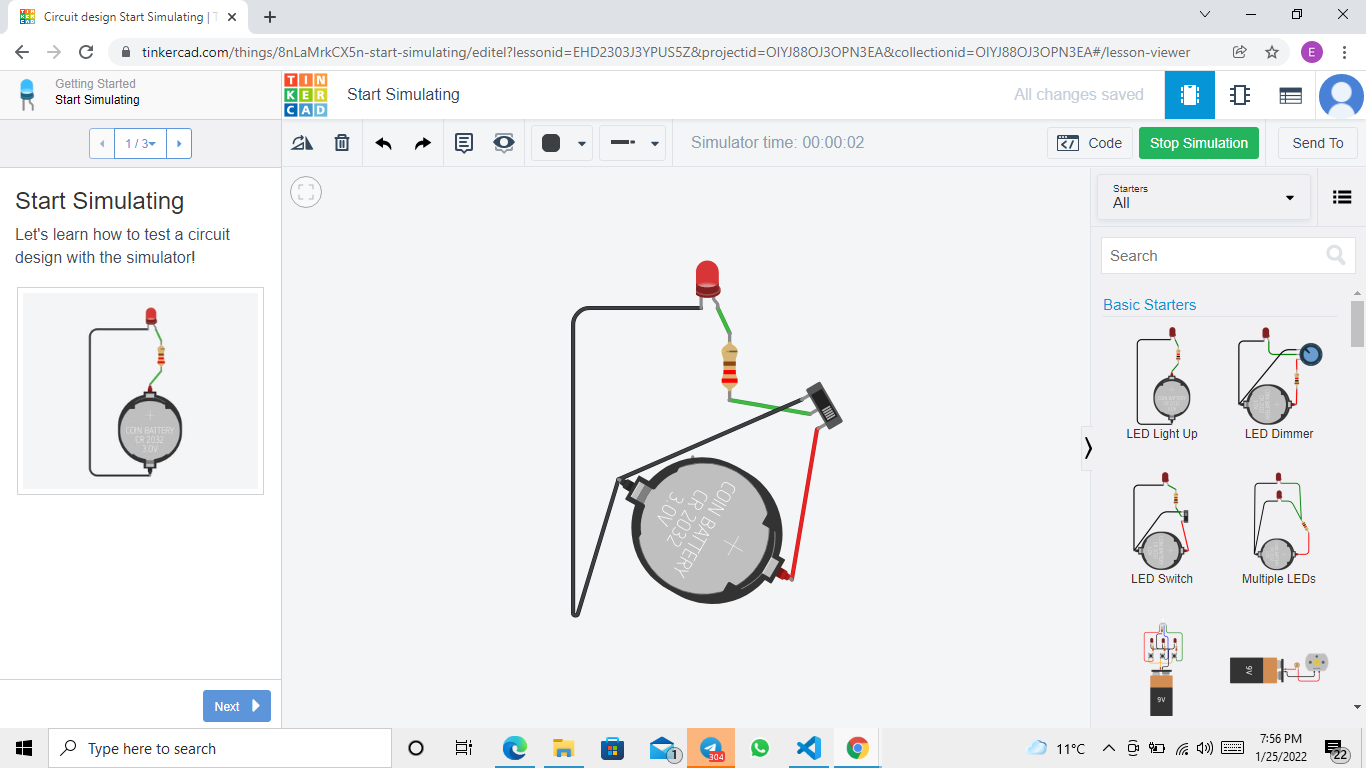 Circuit design Start Simulating | T
tinkercad.com/things/8nLaMrkCX5n-start-simulating/editel?lessonid=EHD2303J3YPUS5Z&projectid=OIYJ88OJ3OPN3EA&collectionid=OIYJ88OJ3OPN3EA#/lesson-viewer
E
Getting Started
Start Simulating
TIN
KER
CAD
Start Simulating
All changes saved
1 / 3
Simulator time: 00:00:02
Code
Stop Simulation
Send To
Start Simulating
Let's learn how to test a circuit
design with the simulator!
COIN BATTERY
CR 2032
3.0V
COIN BATTERY
CR 2032
3.0V
Starters
All
Search
Basic Starters
LED Light Up
LED Dimmer
LED Switch
Multiple LEDs
9V
9V
Next
Type here to search
1
304
11°C
7:56 PM
1/25/2022
22